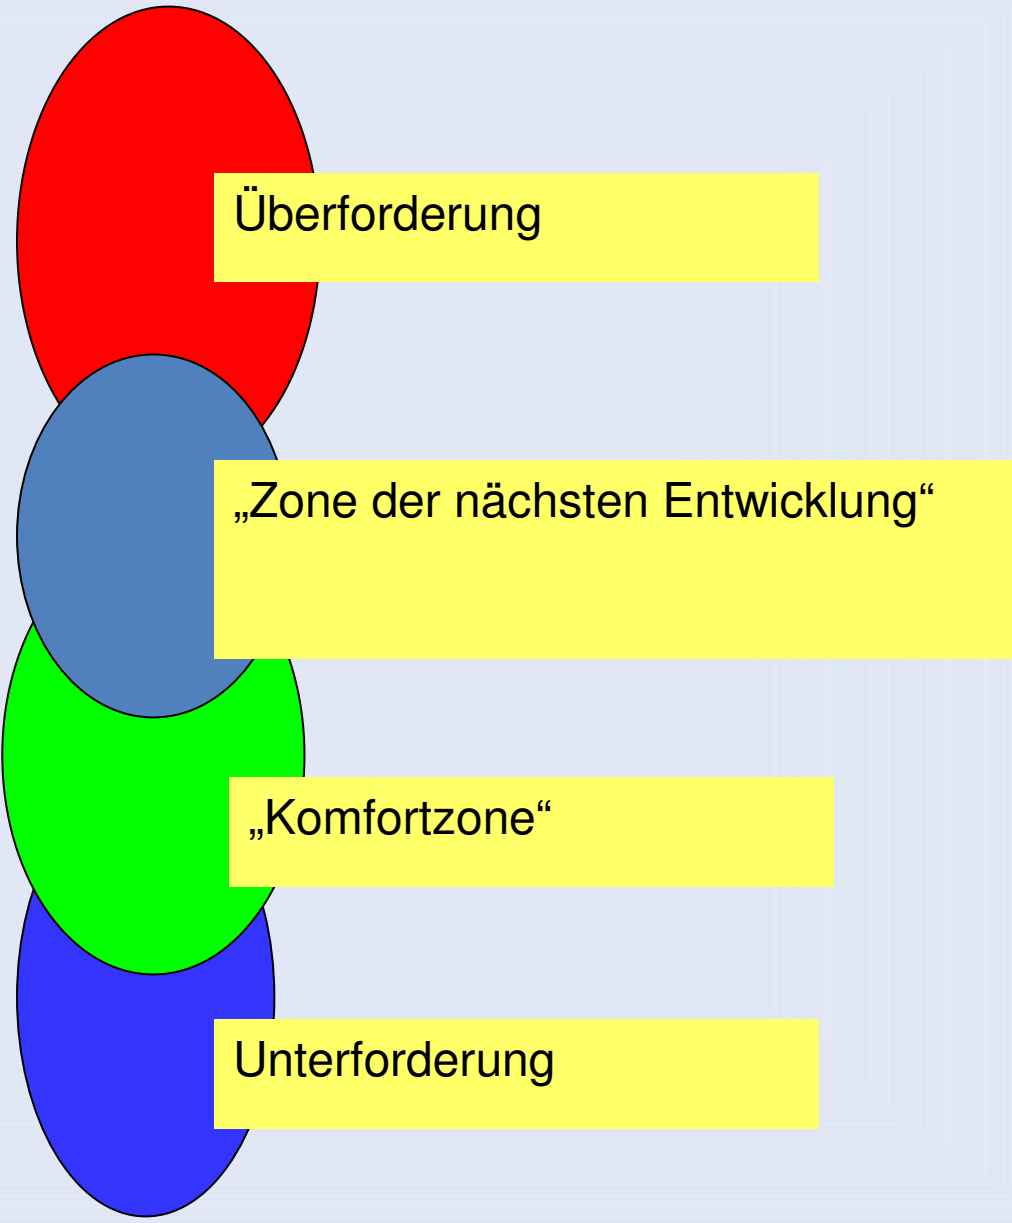 Überforderung
„Zone der nächsten Entwicklung“
„Komfortzone“
Unterforderung